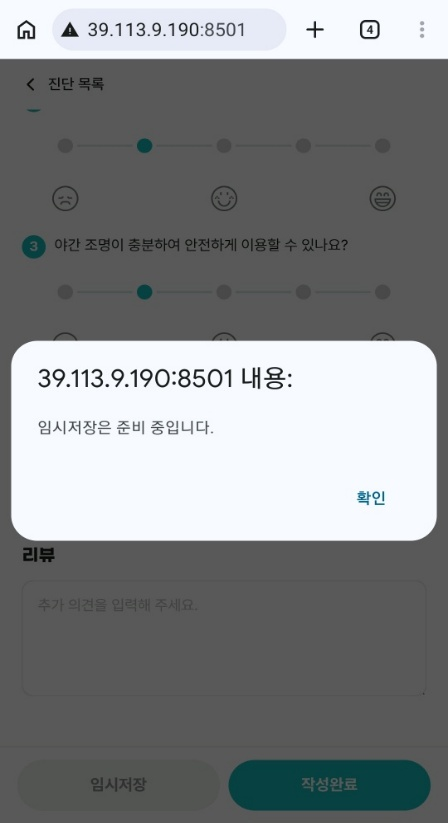 39.113.9.190:8501
4
진단 목록
3 야간 조명이 충분하여 안전하게 이용할 수 있나요?
39.113.9.190:8501 내용:
임시저장은 준비 중입니다.
확인
리뷰
추가 의견을 입력해 주세요.
임시저장
작성완료